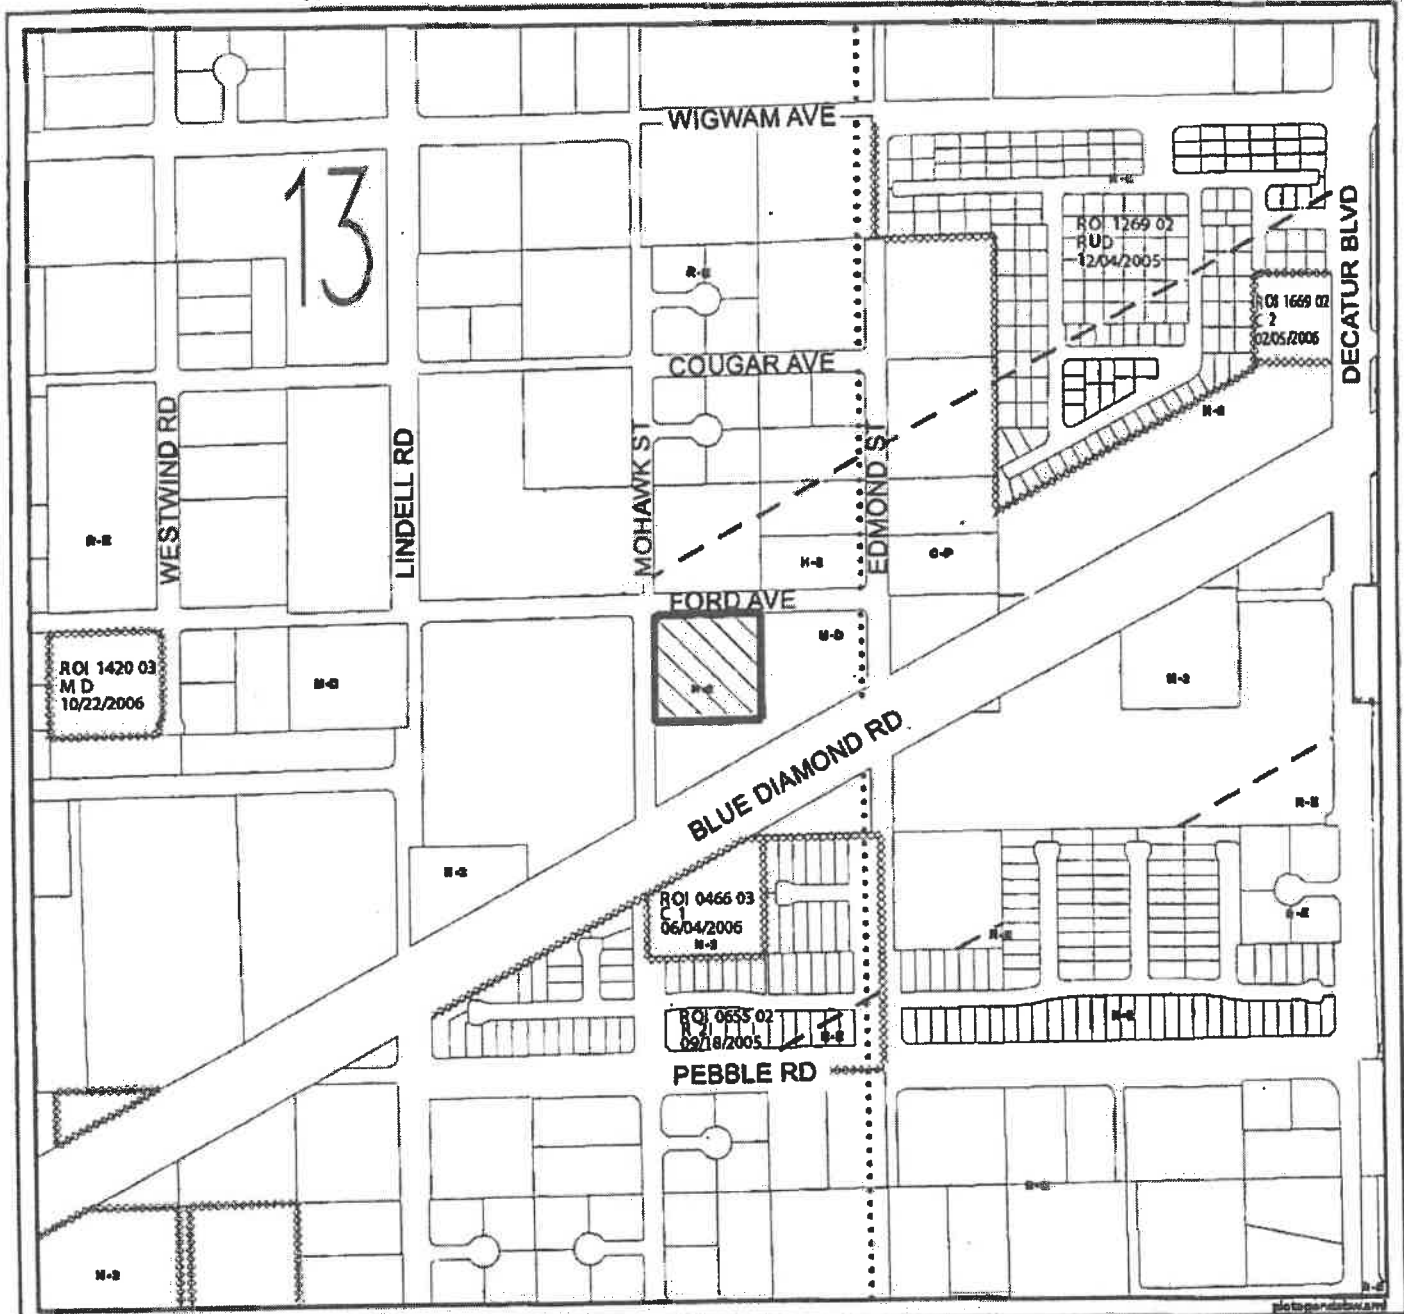 WIGWAM AVE
13
R-E
ROI 1269 02
RUD
12/04/2005
DECATUR BLVD
R-E
ROI 1669 02
C 2
02/05/2006
COUGAR AVE
WESTWIND RD
LINDELL RD
MOHAWK ST
EDMOND ST
R-E
FORD AVE
ROI 1420 03
M D
10/22/2006
BLUE DIAMOND RD
R-E
ROI 0466 03
C 1
06/04/2006
R-E
ROI 0655 02
R 2
09/18/2005
PEBBLE RD